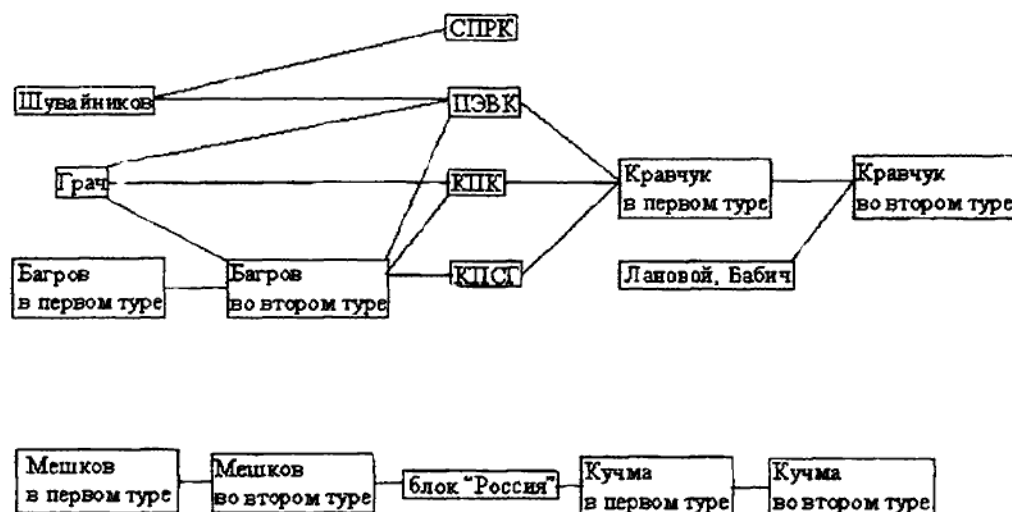 СПРК
Шувайников
ПЭВК
Грач
КПК
Кравчук
в первом туре
Кравчук
во втором туре
Багров
в первом туре
Багров
во втором туре
КПСГ
Лановой, Бабич
Мешков
в первом туре
Мешков
во втором туре
блок "Россия"
Кучма
в первом туре
Кучма
во втором туре